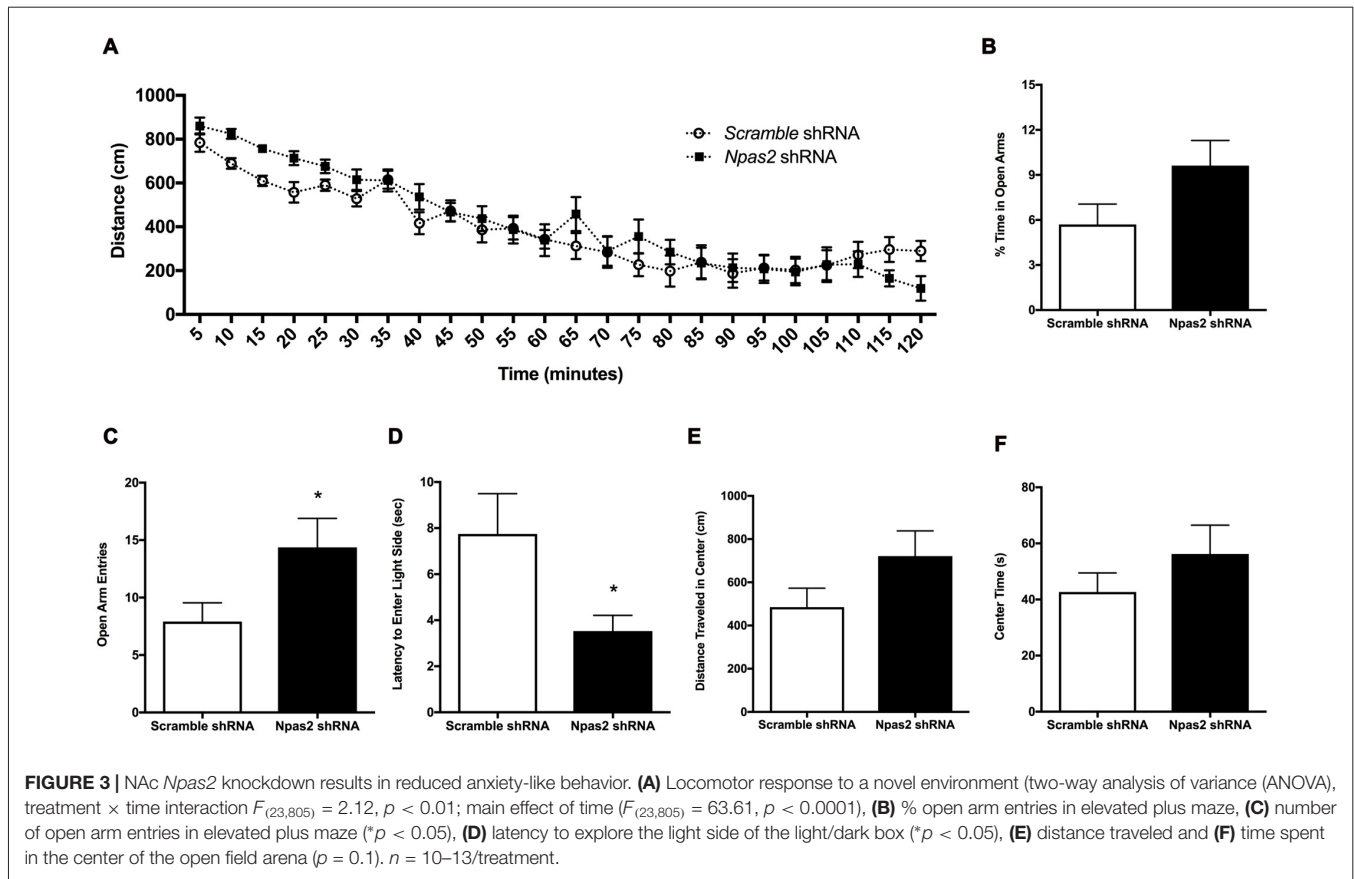 A
Distance (cm)
1000
800
600
400
200
0
Scramble shRNA
Npas2 shRNA
5 10 15 20 25 30 35 40 45 50 55 60 65 70 75 80 85 90 95 100 105 110 115 120
Time (minutes)
B
% Time in Open Arms
15
12
9
6
3
0
Scramble shRNA Npas2 shRNA
C
Open Arm Entries
20
15
10
5
0
*
Scramble shRNA Npas2 shRNA
D
Latency to Enter Light Side (sec)
10
8
6
4
2
0
*
Scramble shRNA Npas2 shRNA
E
Distance Traveled in Center (cm)
1000
800
600
400
200
0
Scramble shRNA Npas2 shRNA
F
Center Time (s)
80
60
40
20
0
Scramble shRNA Npas2 shRNA
FIGURE 3 | NAc Npas2 knockdown results in reduced anxiety-like behavior. (A) Locomotor response to a novel environment (two-way analysis of variance (ANOVA),
treatment × time interaction F(23,805) = 2.12, p < 0.01; main effect of time (F(23,805) = 63.61, p < 0.0001), (B) % open arm entries in elevated plus maze, (C) number
of open arm entries in elevated plus maze (*p < 0.05), (D) latency to explore the light side of the light/dark box (*p < 0.05), (E) distance traveled and (F) time spent
in the center of the open field arena (p = 0.1). n = 10–13/treatment.